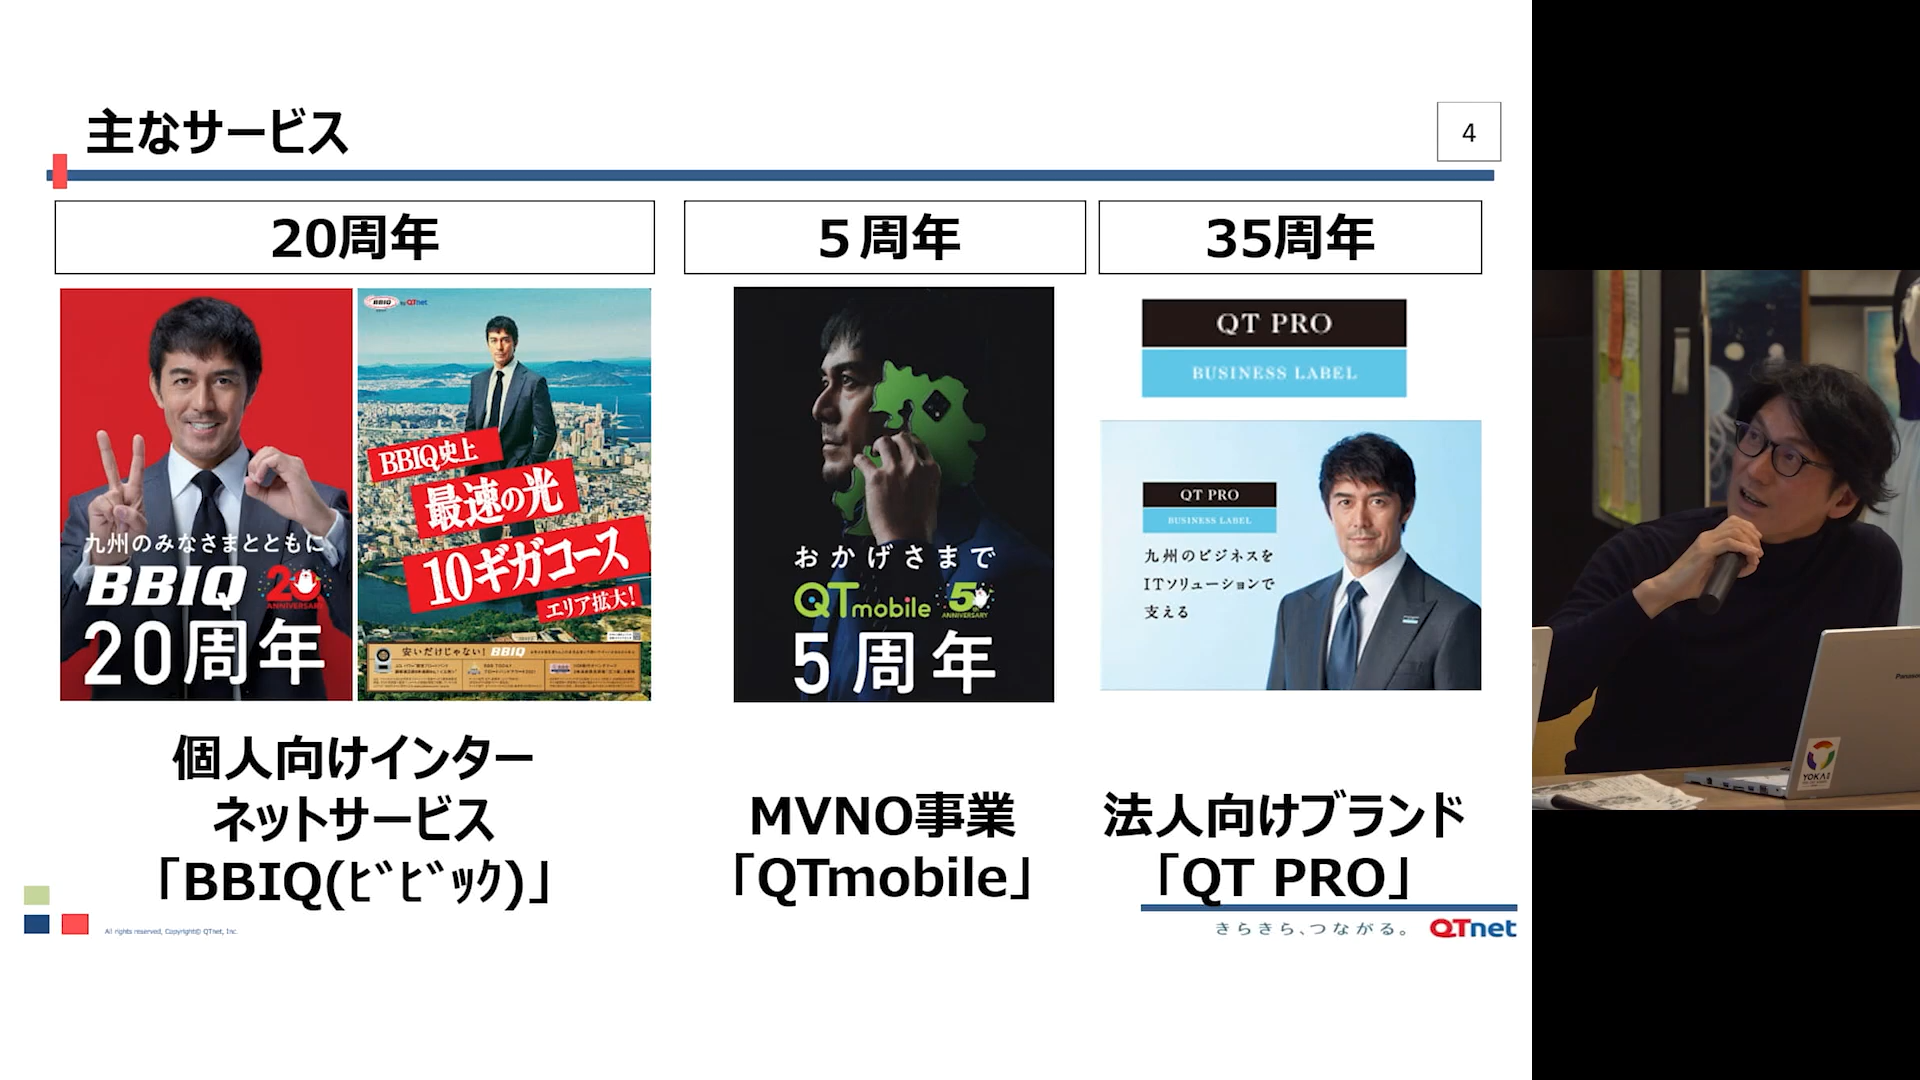 主なサービス
4
20周年
5周年
35周年
九州のみなさまとともに
BBIQ 20
ANNIVERSARY
20周年
BBIQ by QTnet
BBIQ史上
最速の光
10ギガコース
エリア拡大!
安いだけじゃない! BBIQ
おかげさまで
QTmobile 5
ANNIVERSARY
5周年
QT PRO
BUSINESS LABEL
QT PRO
BUSINESS LABEL
九州のビジネスを
ITソリューションで
支える
個人向けインター
ネットサービス
「BBIQ(ﾋﾞﾋﾞｯｸ)」
MVNO事業
「QTmobile」
法人向けブランド
「QT PRO」
All rights reserved, Copyright© QTnet, Inc.
きらきら、つながる。 QTnet
Panasonic